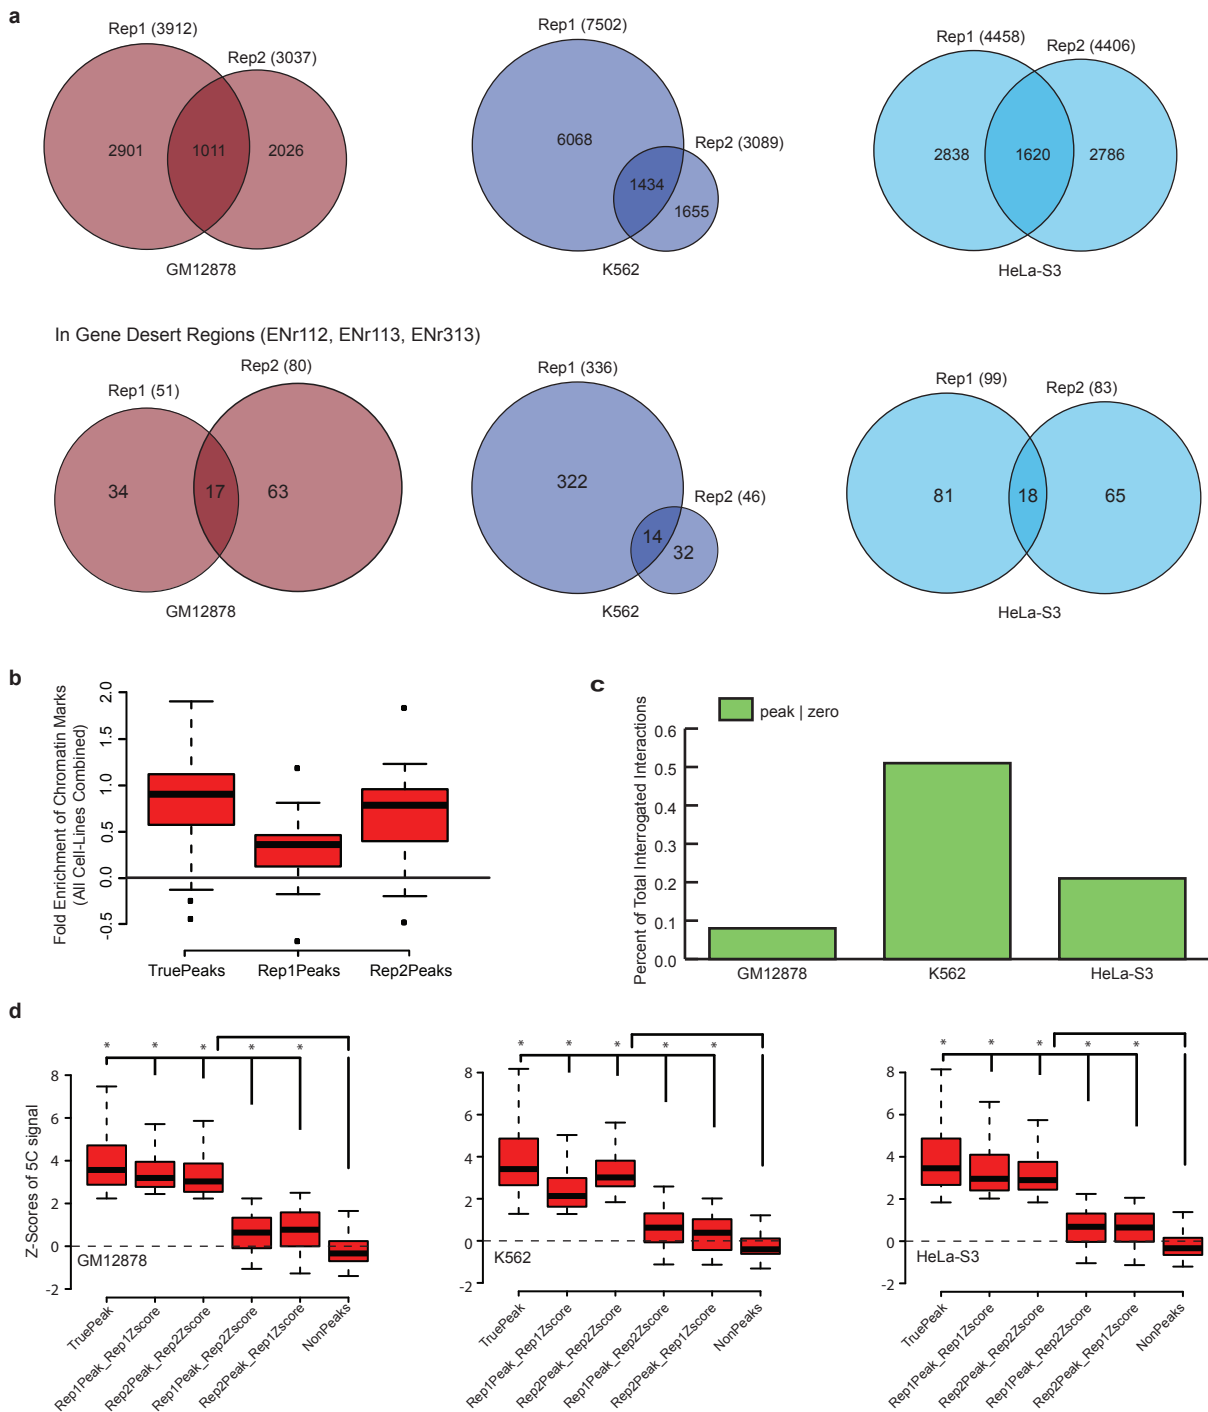 a
Rep1 (3912)
Rep2 (3037)
2901
1011
2026
GM12878
Rep1 (7502)
Rep2 (3089)
6068
1434
1655
K562
Rep1 (4458)
Rep2 (4406)
2838
1620
2786
HeLa-S3
In Gene Desert Regions (ENr112, ENr113, ENr313)
Rep1 (51)
Rep2 (80)
34
17
63
GM12878
Rep1 (336)
Rep2 (46)
322
14
32
K562
Rep1 (99)
Rep2 (83)
81
18
65
HeLa-S3
b
Fold Enrichment of Chromatin Marks
(All Cell-Lines Combined)
2.0
1.5
1.0
0.5
0.0
-0.5
TruePeaks
Rep1Peaks
Rep2Peaks
c
peak | zero
Percent of Total Interrogated Interactions
0.6
0.5
0.4
0.3
0.2
0.1
0.0
GM12878
K562
HeLa-S3
d
Z-Scores of 5C signal
8
6
4
2
0
-2
* * * * *
GM12878
TruePeak
Rep1Peak_Rep1Zscore
Rep2Peak_Rep2Zscore
Rep1Peak_Rep2Zscore
Rep2Peak_Rep1Zscore
NonPeaks
8
6
4
2
0
-2
* * * * *
K562
TruePeak
Rep1Peak_Rep1Zscore
Rep2Peak_Rep2Zscore
Rep1Peak_Rep2Zscore
Rep2Peak_Rep1Zscore
NonPeaks
8
6
4
2
0
-2
* * * * *
HeLa-S3
TruePeak
Rep1Peak_Rep1Zscore
Rep2Peak_Rep2Zscore
Rep1Peak_Rep2Zscore
Rep2Peak_Rep1Zscore
NonPeaks